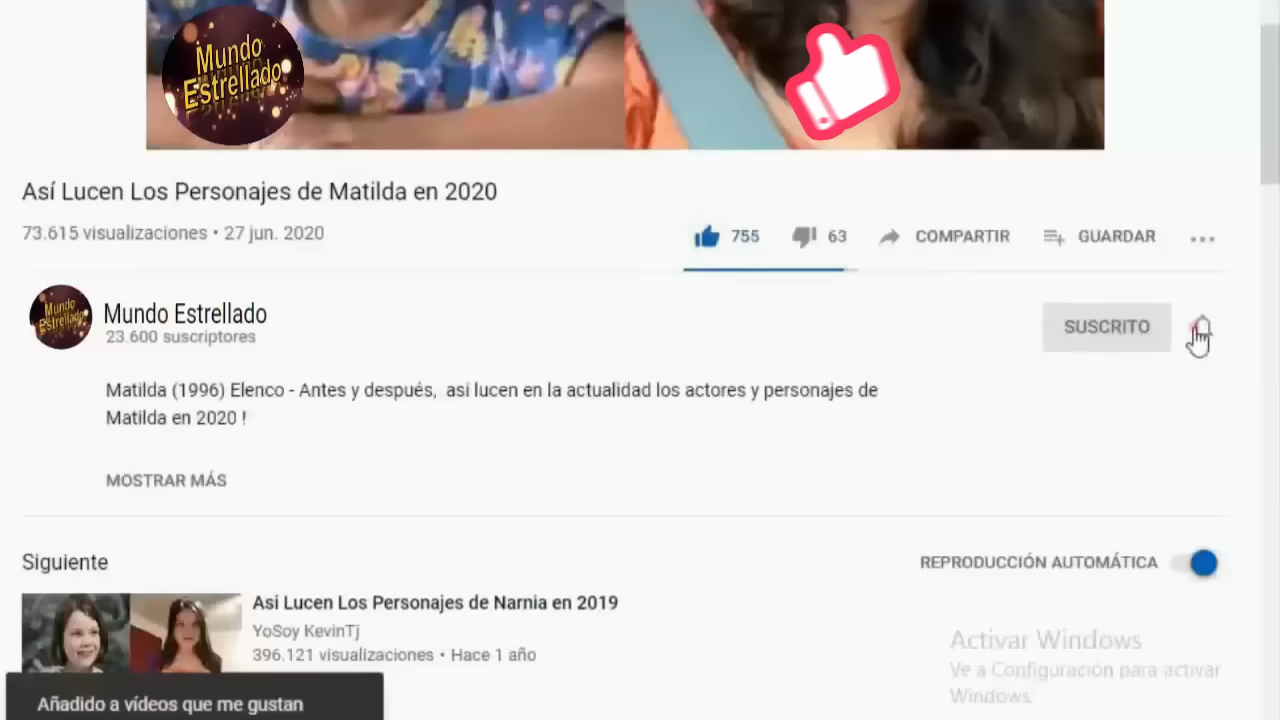 Mundo
Estrellado
Así Lucen Los Personajes de Matilda en 2020
73.615 visualizaciones • 27 jun. 2020
755
63
COMPARTIR
GUARDAR
Mundo
Estrellado
Mundo Estrellado
23.600 suscriptores
SUSCRITO
Matilda (1996) Elenco - Antes y después, asi lucen en la actualidad los actores y personajes de
Matilda en 2020 !
MOSTRAR MÁS
Siguiente
REPRODUCCIÓN AUTOMÁTICA
Asi Lucen Los Personajes de Narnia en 2019
YoSoy KevinTj
396.121 visualizaciones • Hace 1 año
Activar Windows
Ve a Configuración para activar
Windows.
Añadido a vídeos que me gustan